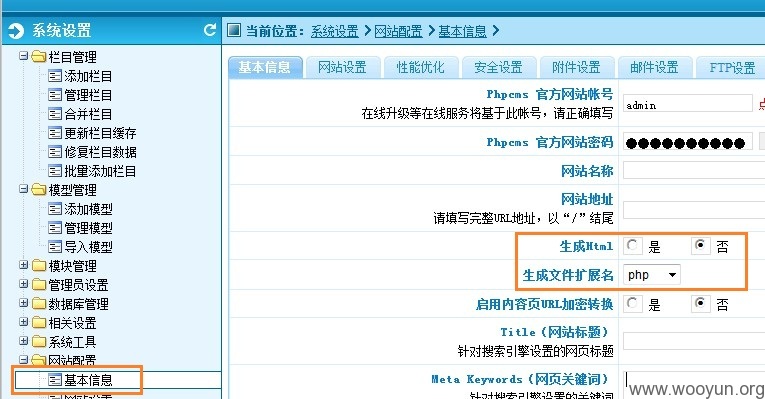 系统设置
栏目管理
添加栏目
管理栏目
合并栏目
更新栏目缓存
修复栏目数据
批量添加栏目
模型管理
添加模型
管理模型
导入模型
模块管理
管理员设置
数据库管理
相关设置
系统工具
网站配置
基本信息
当前位置：系统设置 > 网站配置 > 基本信息 >
基本信息 网站设置 性能优化 安全设置 附件设置 邮件设置 FTP设置
Phpcms 官方网站帐号 admin
在线升级等在线服务将基于此帐号，请正确填写
Phpcms 官方网站密码 ●●●●●●●●●●
网站名称
网站地址
请填写完整URL地址，以“/”结尾
生成Html 是 否
生成文件扩展名 php
启用内容页URL加密转换 是 否
Title（网站标题）
针对搜索引擎设置的网页标题
Meta Keywords（网页关键词）
www.wooyun.org